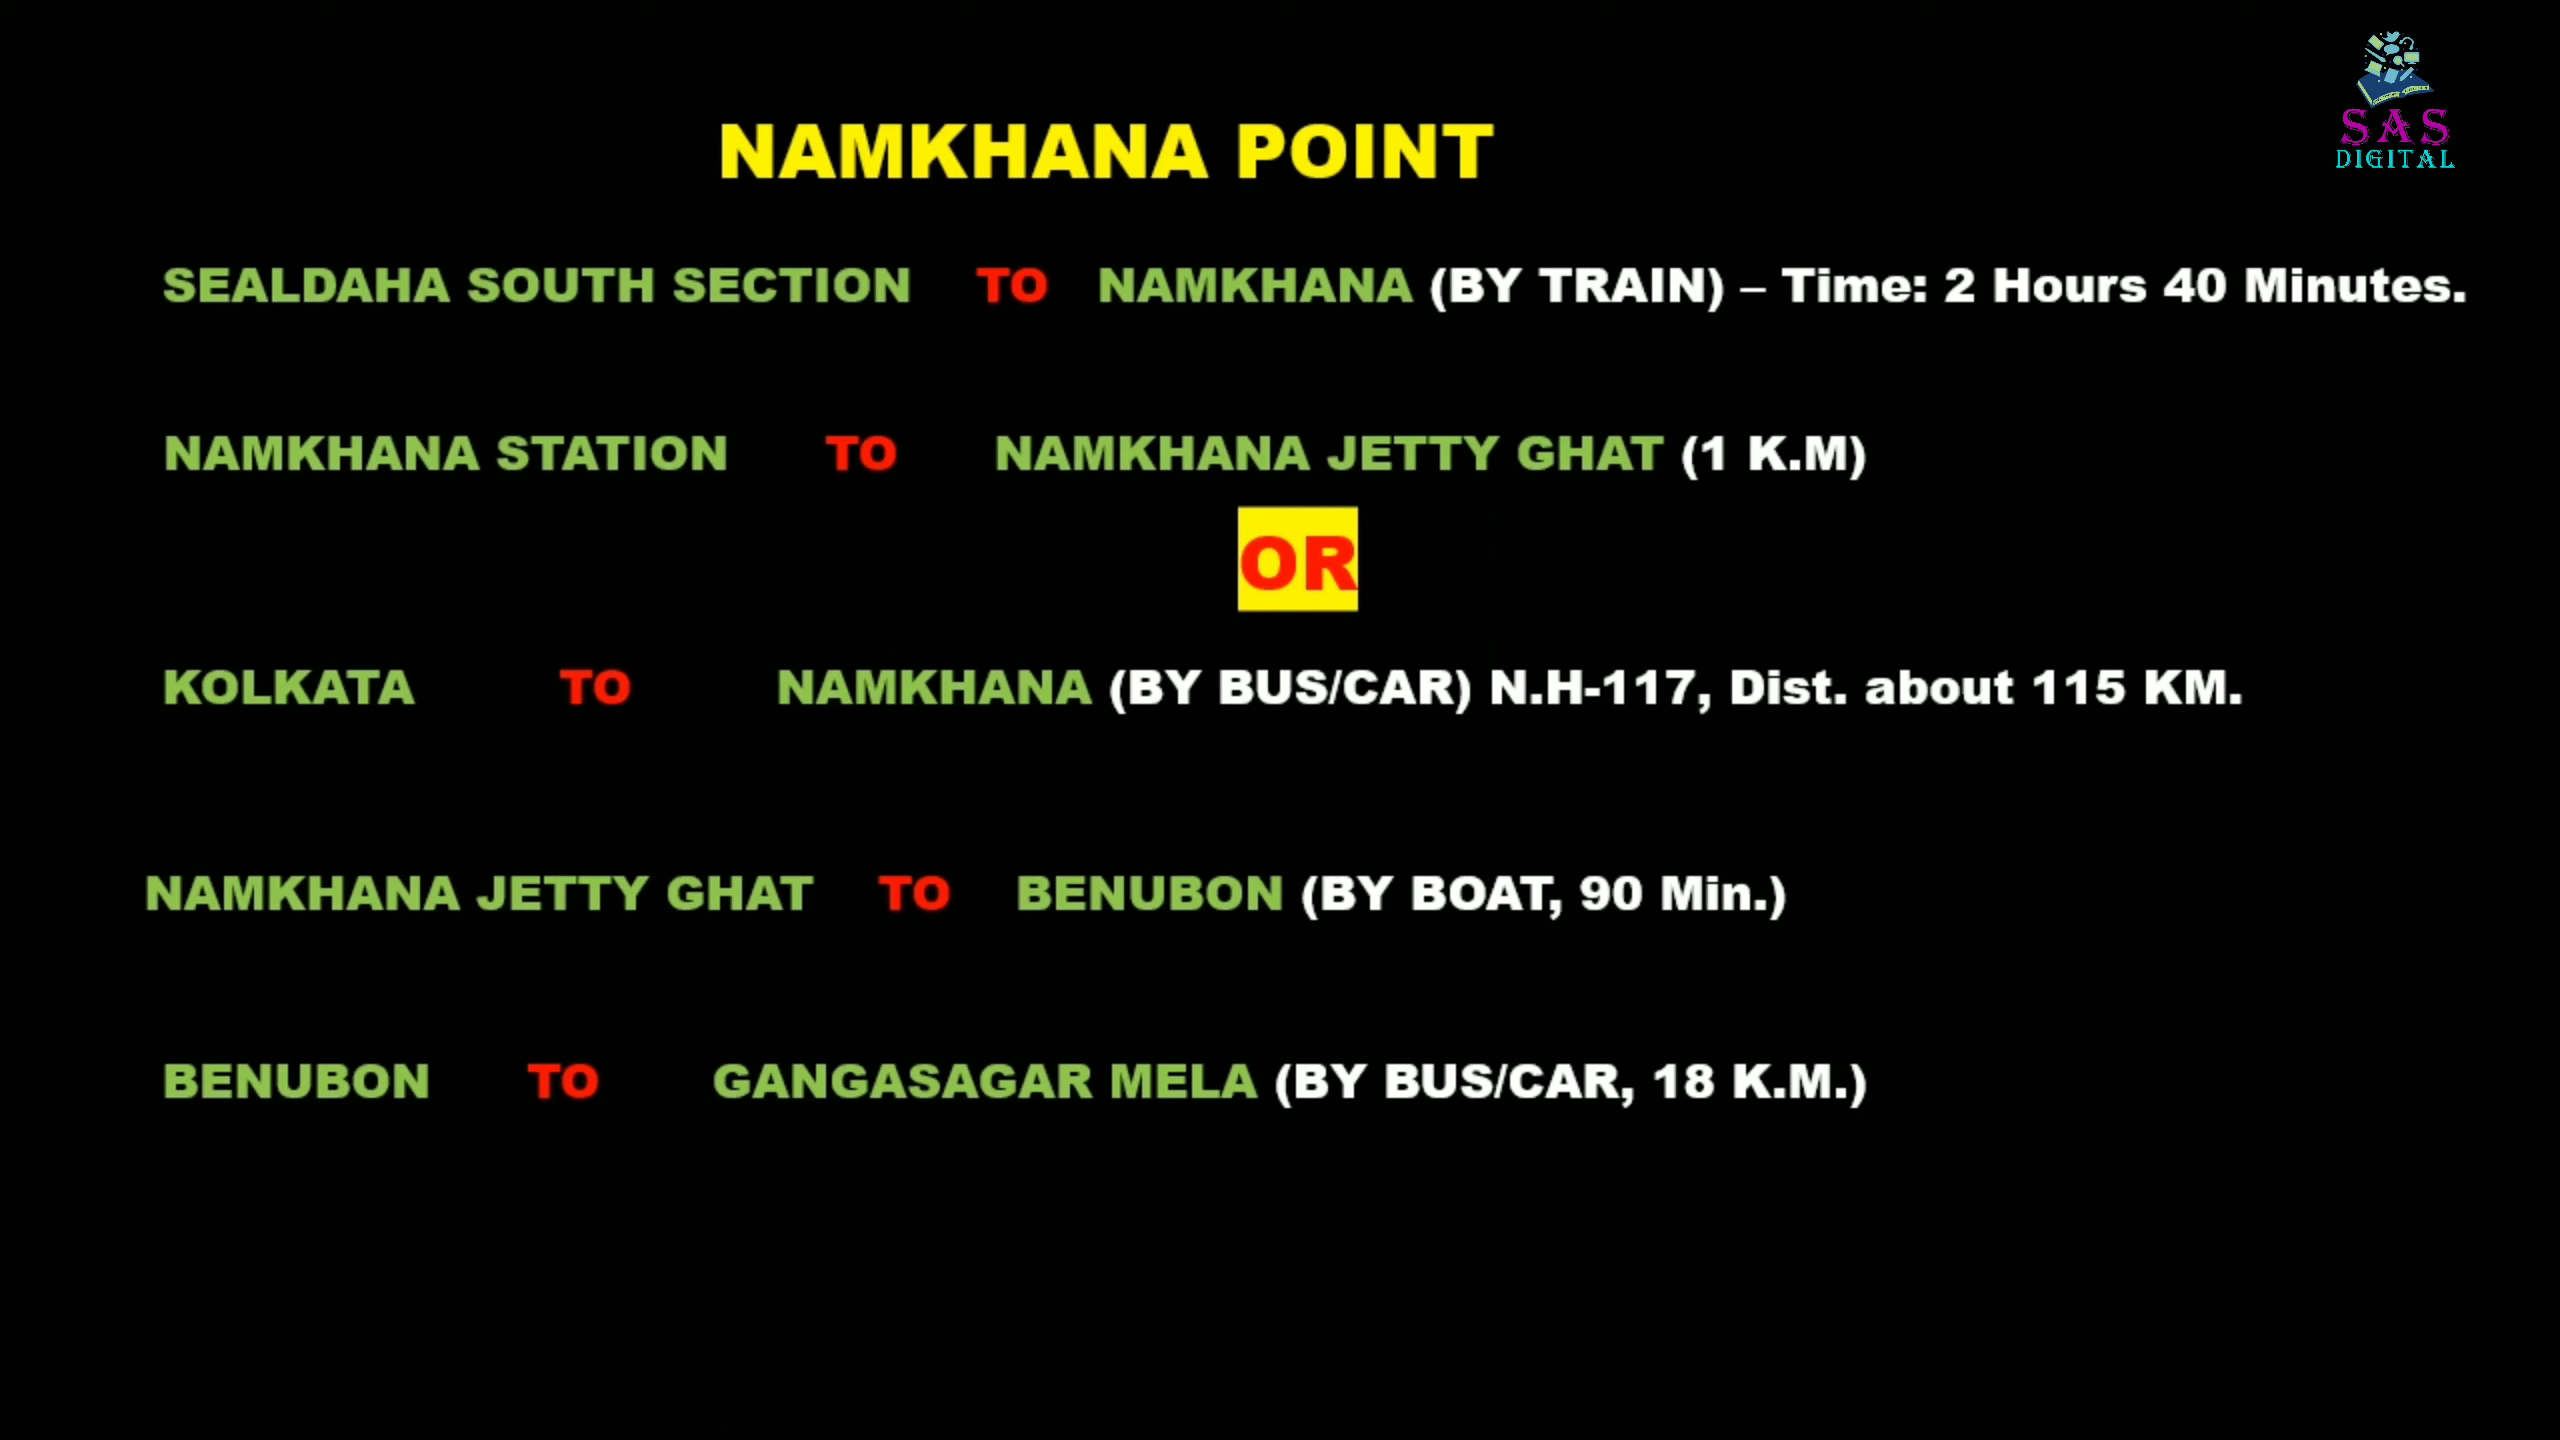 SAS
DIGITAL
NAMKHANA POINT
SEALDAHA SOUTH SECTION TO NAMKHANA (BY TRAIN) – Time: 2 Hours 40 Minutes.
NAMKHANA STATION TO NAMKHANA JETTY GHAT (1 K.M)
OR
KOLKATA TO NAMKHANA (BY BUS/CAR) N.H-117, Dist. about 115 KM.
NAMKHANA JETTY GHAT TO BENUBON (BY BOAT, 90 Min.)
BENUBON TO GANGASAGAR MELA (BY BUS/CAR, 18 K.M.)